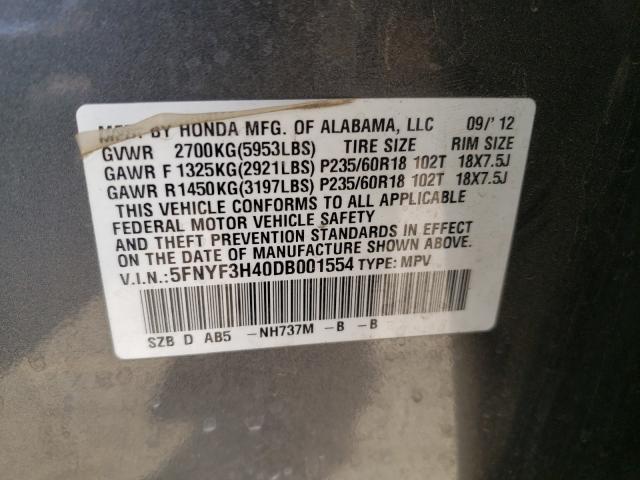 MFD. BY HONDA MFG. OF ALABAMA, LLC 09/'12
GVWR 2700KG(5953LBS) TIRE SIZE RIM SIZE
GAWR F 1325KG(2921LBS) P235/60R18 102T 18X7.5J
GAWR R 1450KG(3197LBS) P235/60R18 102T 18X7.5J
THIS VEHICLE CONFORMS TO ALL APPLICABLE
FEDERAL MOTOR VEHICLE SAFETY
AND THEFT PREVENTION STANDARDS IN EFFECT
ON THE DATE OF MANUFACTURE SHOWN ABOVE.
V.I.N.:5FNYF3H40DB001554 TYPE: MPV
SZB D AB5 -NH737M -B -B